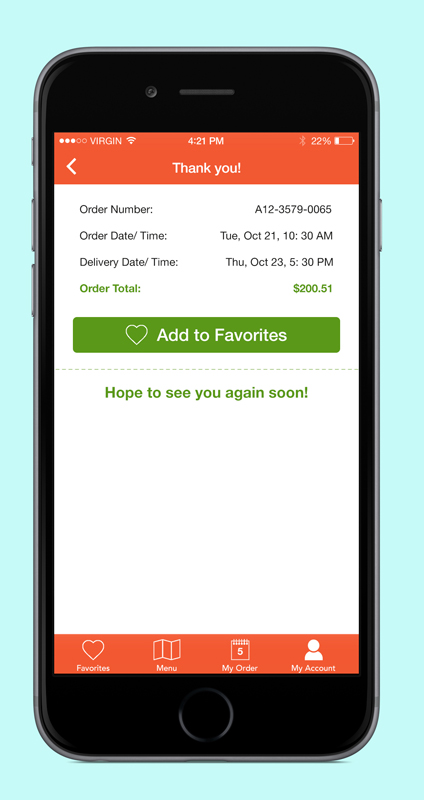 VIRGIN 4:21 PM 22%
Thank you!
Order Number: A12-3579-0065
Order Date/ Time: Tue, Oct 21, 10: 30 AM
Delivery Date/ Time: Thu, Oct 23, 5: 30 PM
Order Total: $200.51
Add to Favorites
Hope to see you again soon!
5
Favorites Menu My Order My Account